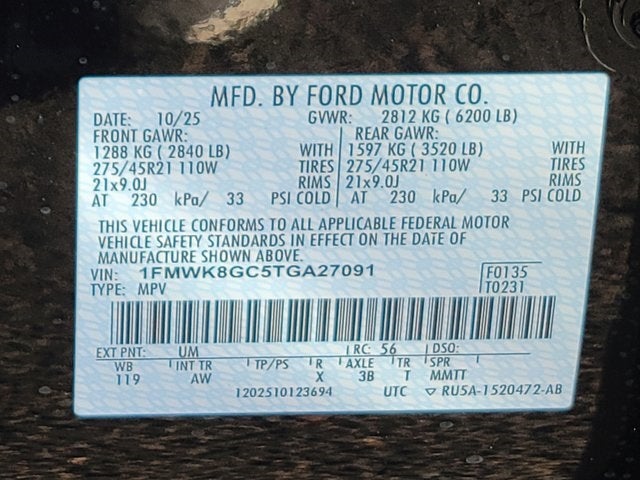 MFD. BY FORD MOTOR CO.
DATE: 10/25 GVWR: 2812 KG ( 6200 LB)
FRONT GAWR: REAR GAWR:
1288 KG ( 2840 LB) WITH 1597 KG ( 3520 LB) WITH
275/45R21 110W TIRES 275/45R21 110W TIRES
21x9.0J RIMS 21x9.0J RIMS
AT 230 kPa/ 33 PSI COLD AT 230 kPa/ 33 PSI COLD
THIS VEHICLE CONFORMS TO ALL APPLICABLE FEDERAL MOTOR
VEHICLE SAFETY STANDARDS IN EFFECT ON THE DATE OF
MANUFACTURE SHOWN ABOVE.
VIN: 1FMWK8GC5TGA27091 F0135
TYPE: MPV T0231
EXT PNT: UM RC: 56 DSO:
WB INT TR TP/PS R AXLE TR SPR
119 AW X 3B T MMTT
1202510123694 UTC ▽ RU5A-1520472-AB